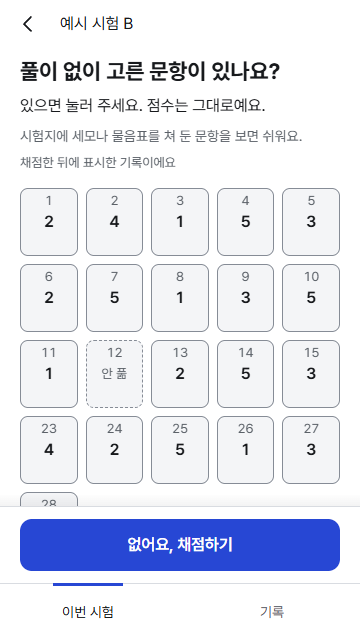 예시 시험 B
풀이 없이 고른 문항이 있나요?
있으면 눌러 주세요. 점수는 그대로예요.
시험지에 세모나 물음표를 쳐 둔 문항을 보면 쉬워요.
채점한 뒤에 표시한 기록이에요
1 2 3 4 5
2 4 1 5 3
6 7 8 9 10
2 5 1 3 5
11 12 13 14 15
1 안 풂 2 5 3
23 24 25 26 27
4 2 5 1 3
28
없어요, 채점하기
이번 시험 기록